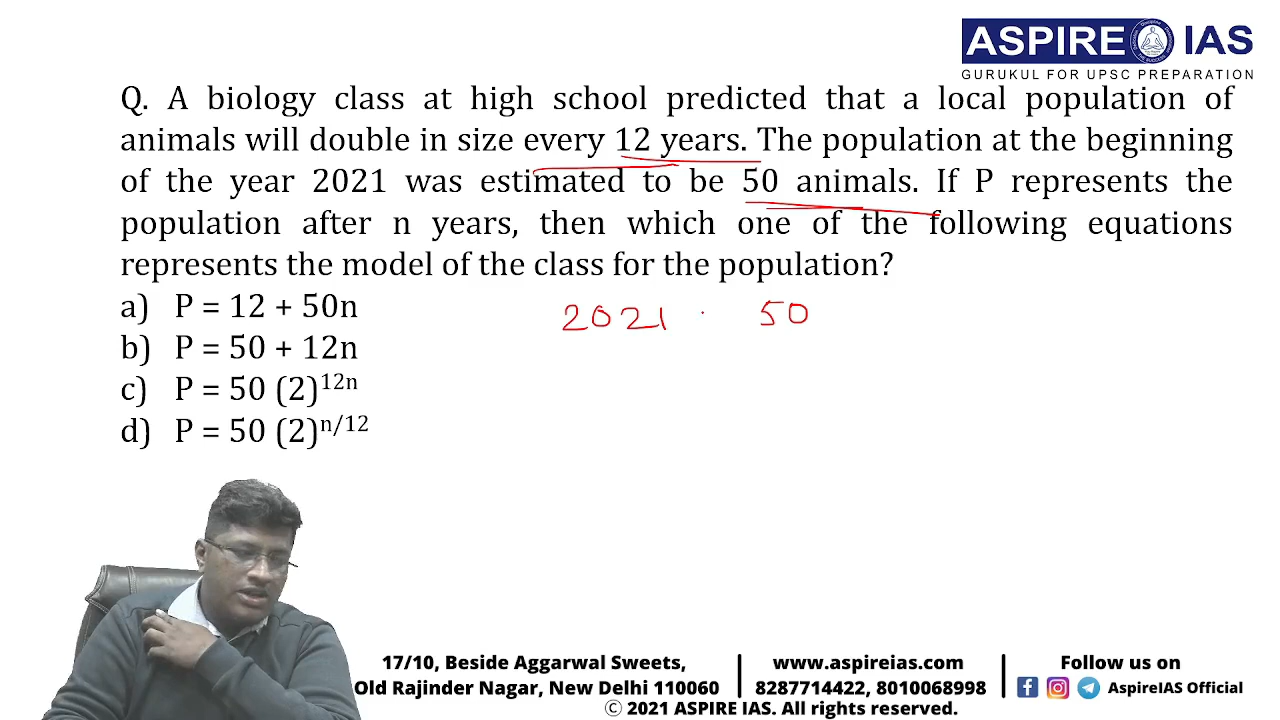 ASPIRE IAS
GURUKUL FOR UPSC PREPARATION
Q. A biology class at high school predicted that a local population of
animals will double in size every 12 years. The population at the beginning
of the year 2021 was estimated to be 50 animals. If P represents the
population after n years, then which one of the following equations
represents the model of the class for the population?
a) P = 12 + 50n
b) P = 50 + 12n
c) P = 50 (2)^12n
d) P = 50 (2)^n/12
2021 50
17/10, Beside Aggarwal Sweets,
Old Rajinder Nagar, New Delhi 110060
www.aspireias.com
8287714422, 8010068998
Follow us on
AspireIAS Official
Ⓒ 2021 ASPIRE IAS. All rights reserved.